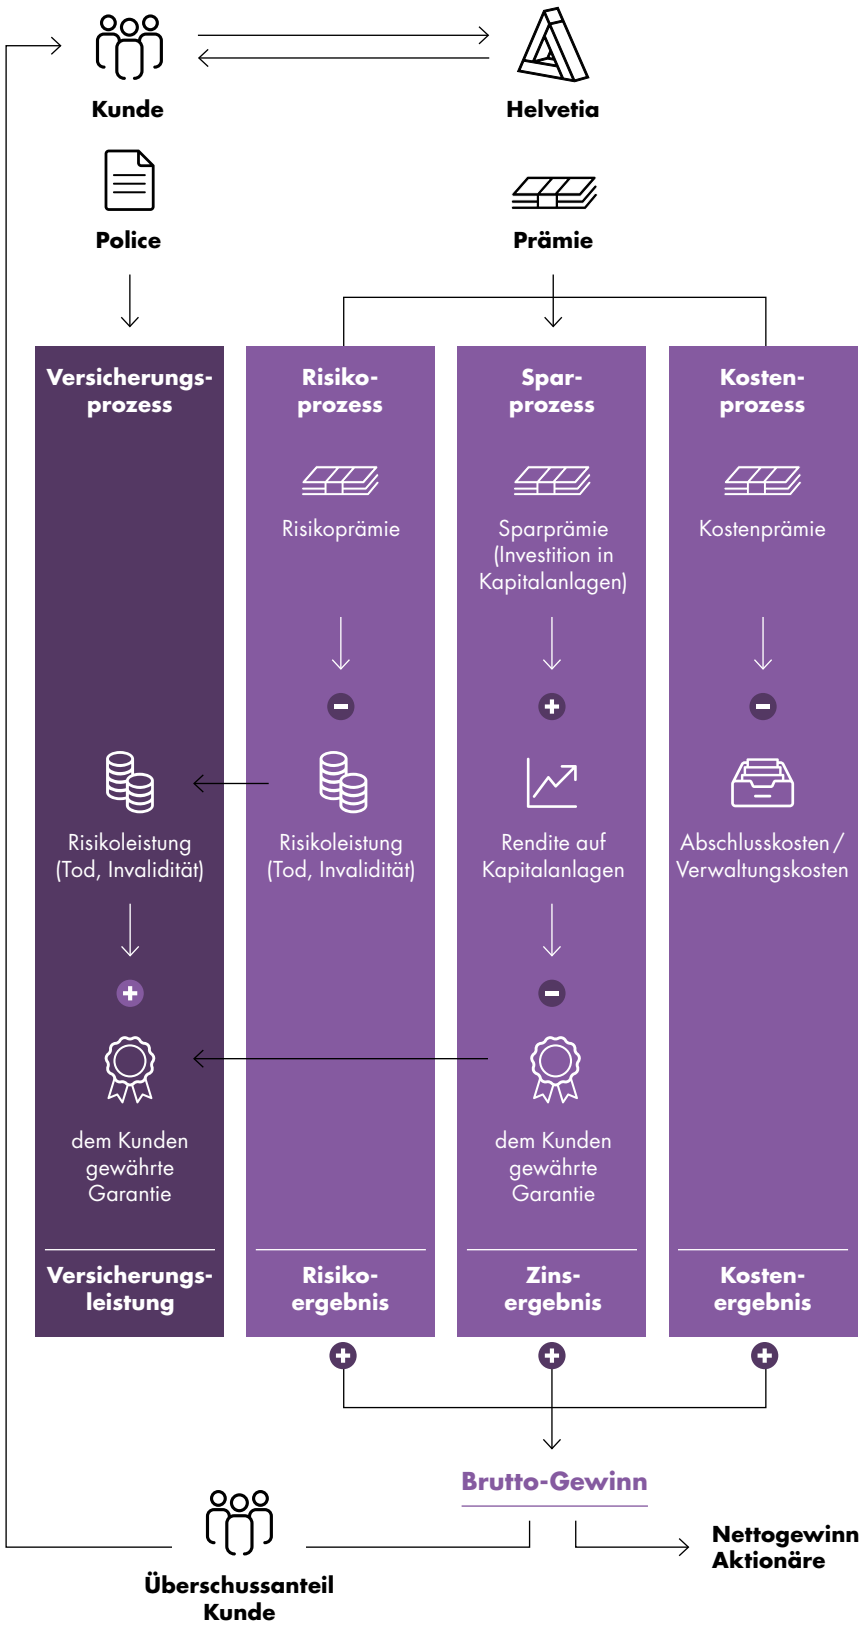 Kunde
Helvetia
Police
Prämie
Versicherungs-
prozess
Risiko-
prozess
Spar-
prozess
Kosten-
prozess
Risikoprämie
Sparprämie
(Investition in
Kapitalanlagen)
Kostenprämie
Risikoleistung
(Tod, Invalidität)
Risikoleistung
(Tod, Invalidität)
Rendite auf
Kapitalanlagen
Abschlusskosten/
Verwaltungskosten
dem Kunden
gewährte
Garantie
dem Kunden
gewährte
Garantie
Versicherungs-
leistung
Risiko-
ergebnis
Zins-
ergebnis
Kosten-
ergebnis
Brutto-Gewinn
Nettogewinn
Aktionäre
Überschussanteil
Kunde